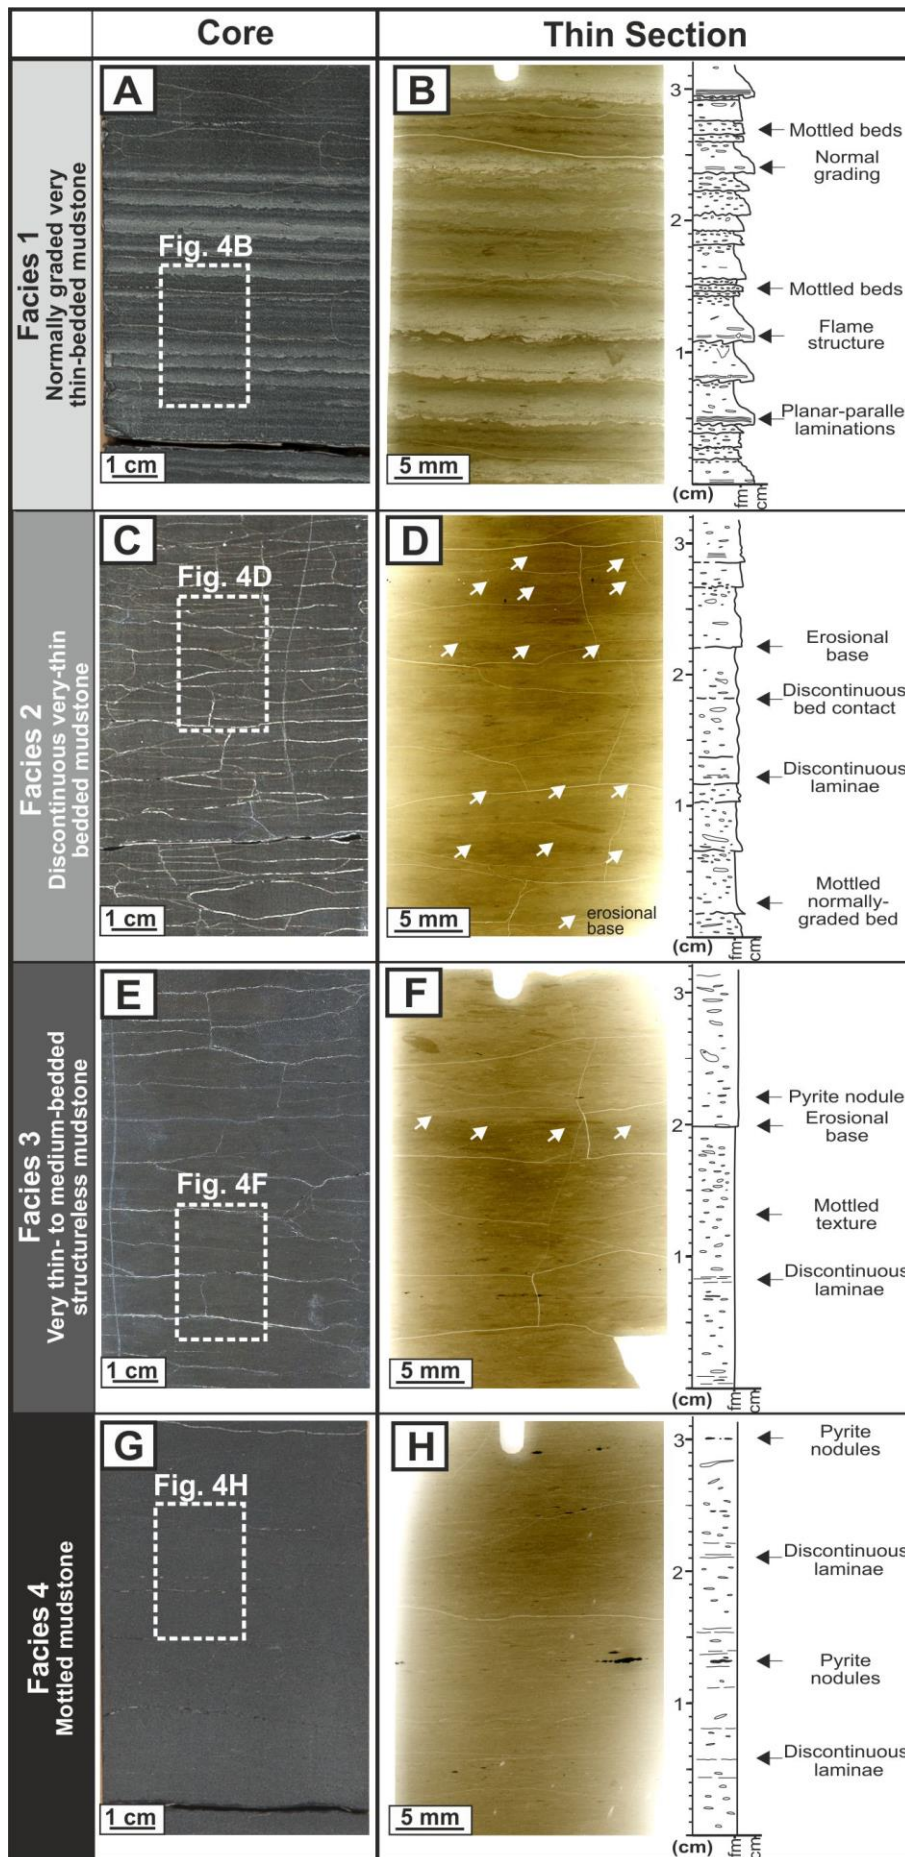 Core
Thin Section
Facies 1
Normally graded very
thin-bedded mudstone
A
Fig. 4B
1 cm
B
5 mm
3
2
1
(cm)
fm
cm
Mottled beds
Normal
grading
Mottled beds
Flame
structure
Planar-parallel
laminations
Facies 2
Discontinuous very-thin
bedded mudstone
C
Fig. 4D
1 cm
D
erosional
base
5 mm
3
2
1
(cm)
fm
cm
Erosional
base
Discontinuous
bed contact
Discontinuous
laminae
Mottled
normally-
graded bed
Facies 3
Very thin- to medium-bedded
structureless mudstone
E
Fig. 4F
1 cm
F
5 mm
3
2
1
(cm)
fm
cm
Pyrite nodule
Erosional
base
Mottled
texture
Discontinuous
laminae
Facies 4
Mottled mudstone
G
Fig. 4H
1 cm
H
5 mm
3
2
1
(cm)
fm
cm
Pyrite
nodules
Discontinuous
laminae
Pyrite
nodules
Discontinuous
laminae